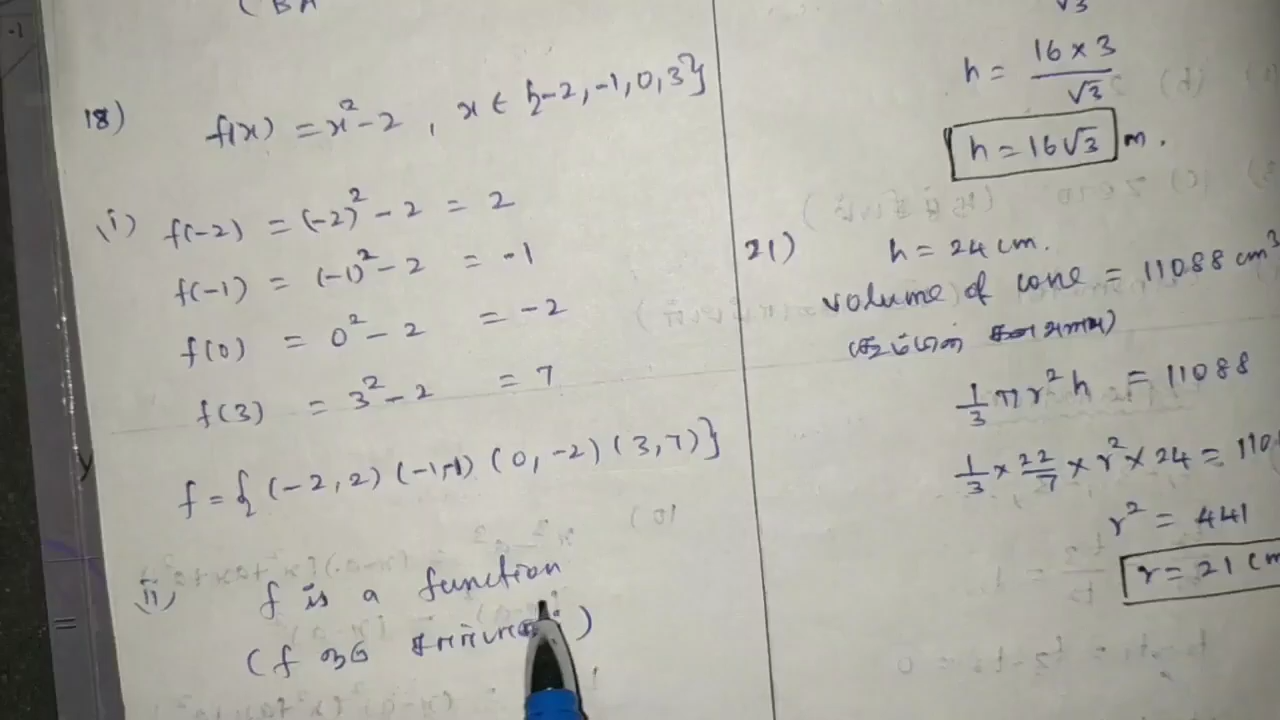 18) f(x) = x² - 2 , x ∈ {-2, -1, 0, 3}
(i) f(-2) = (-2)² - 2 = 2
f(-1) = (-1)² - 2 = -1
f(0) = 0² - 2 = -2
f(3) = 3² - 2 = 7
f = { (-2, 2) (-1, -1) (0, -2) (3, 7) }
(ii) f is a function
(f ஒரு சார்பு )
√3
h = 16 × 3 / √3
h = 16√3 m.
21) h = 24 cm.
volume of cone = 11088 cm³
(கூம்பின் கனஅளவு)
1/3 πr² h = 11088
1/3 × 22/7 × r² × 24 = 110
r² = 441
r = 21 cm